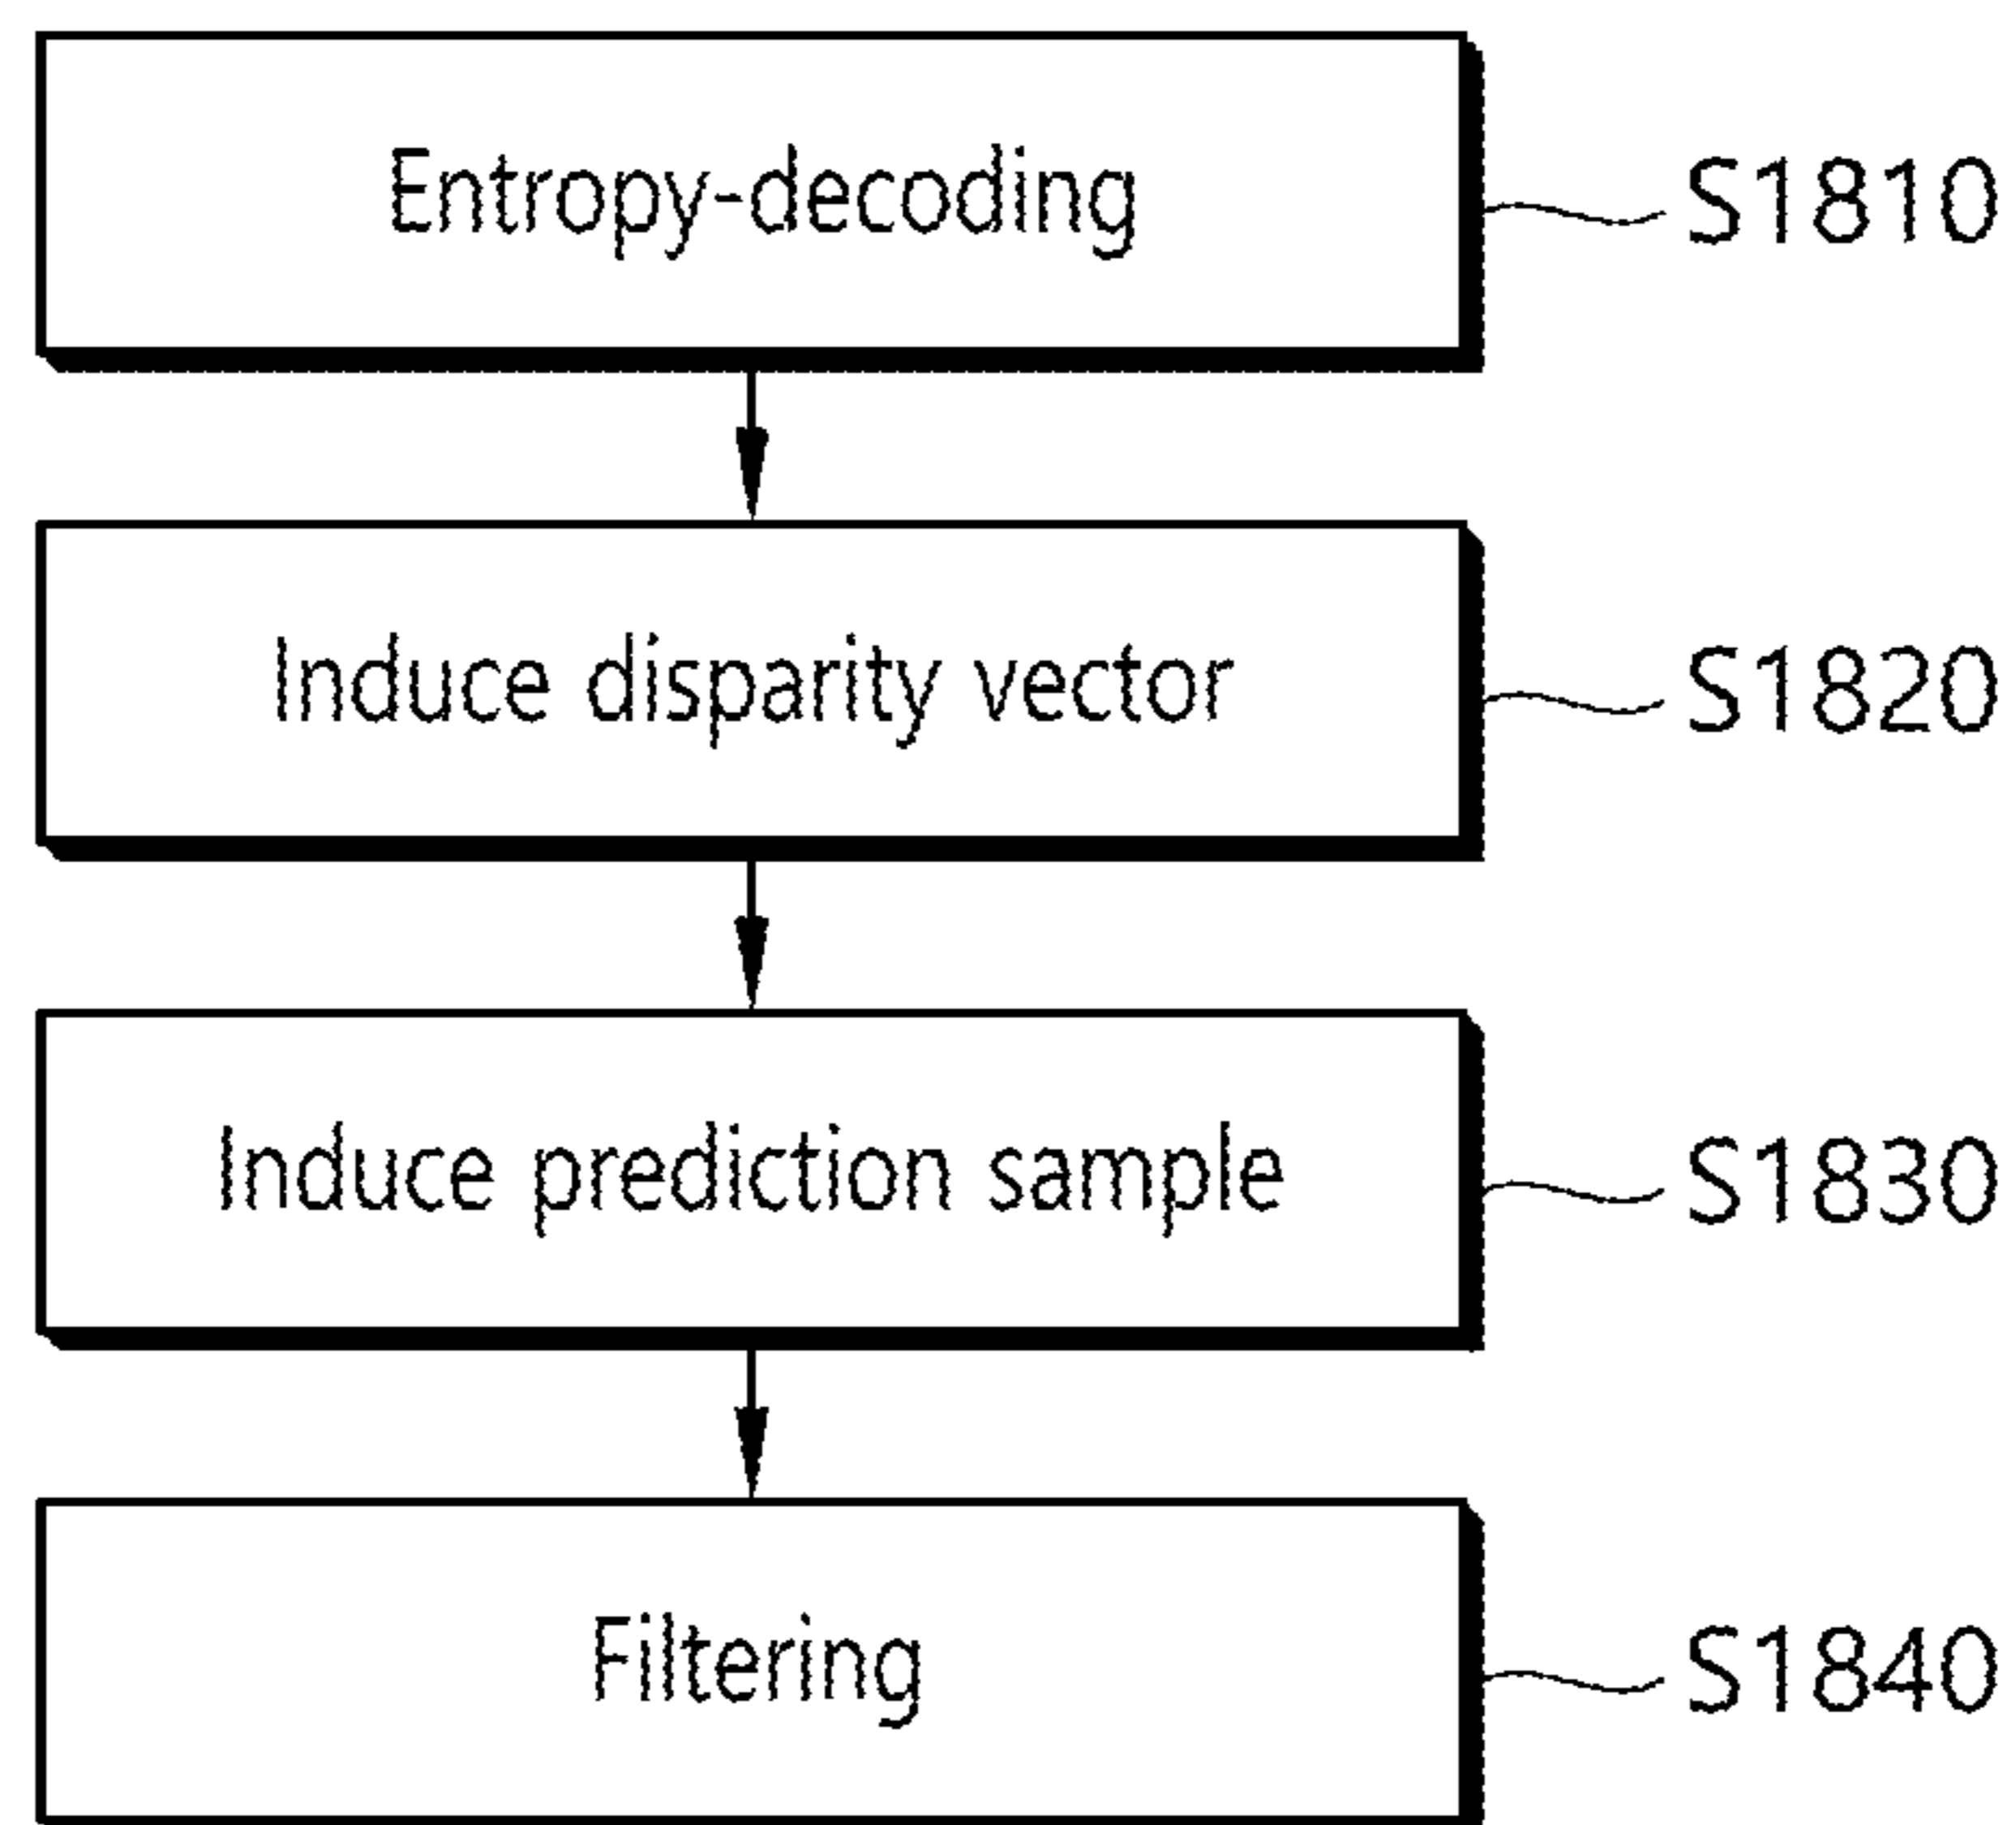 Entropy-decoding S1810
Induce disparity vector S1820
Induce prediction sample S1830
Filtering S1840